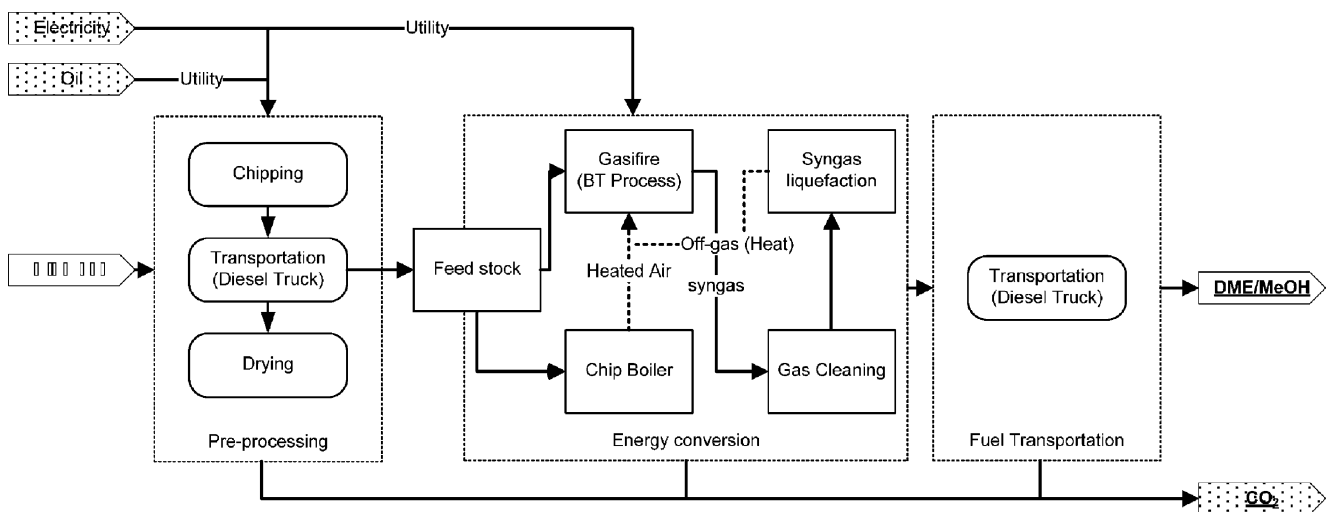 Electricity
Utility
Oil
Utility
Chipping
Transportation
(Diesel Truck)
Drying
Pre-processing
Feed stock
Gasifire
(BT Process)
Syngas
liquefaction
Off-gas (Heat)
Heated Air
syngas
Chip Boiler
Gas Cleaning
Energy conversion
Transportation
(Diesel Truck)
Fuel Transportation
DME/MeOH
CO₂